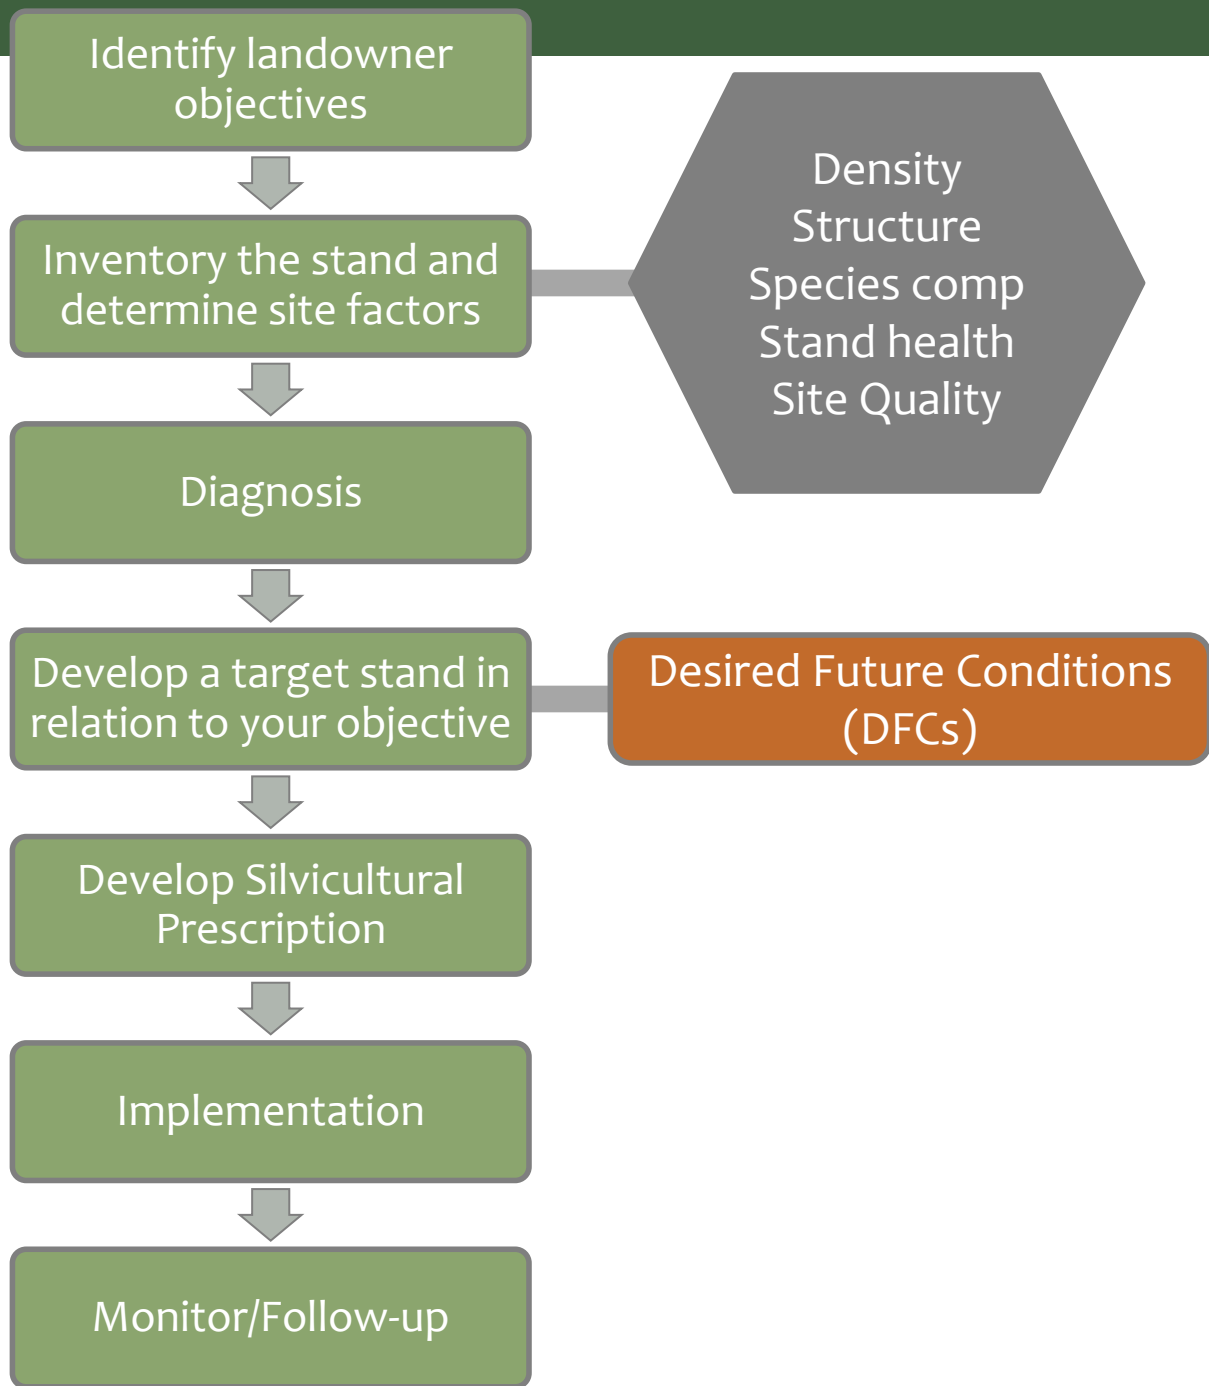 Identify landowner
objectives
Inventory the stand and
determine site factors
Density
Structure
Species comp
Stand health
Site Quality
Diagnosis
Develop a target stand in
relation to your objective
Desired Future Conditions
(DFCs)
Develop Silvicultural
Prescription
Implementation
Monitor/Follow-up